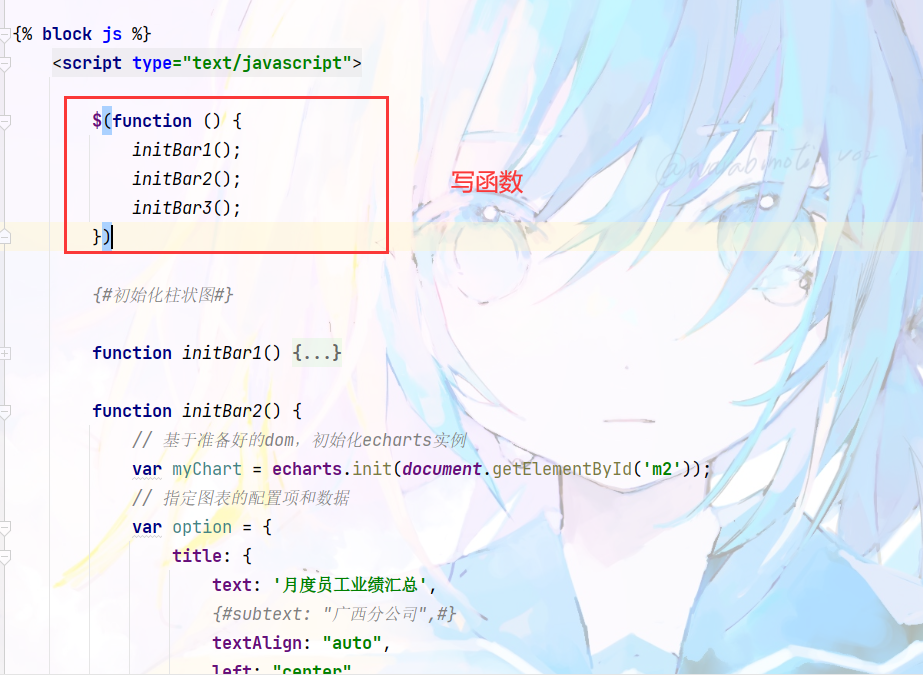 {% block js %}
<script type="text/javascript">
$(function () {
initBar1();
initBar2();
initBar3();
})
写函数
{#初始化柱状图#}
function initBar1() {...}
function initBar2() {
// 基于准备好的dom，初始化echarts实例
var myChart = echarts.init(document.getElementById('m2'));
// 指定图表的配置项和数据
var option = {
title: {
text: '月度员工业绩汇总',
{#subtext: "广西分公司",#}
textAlign: "auto",
left: "center"